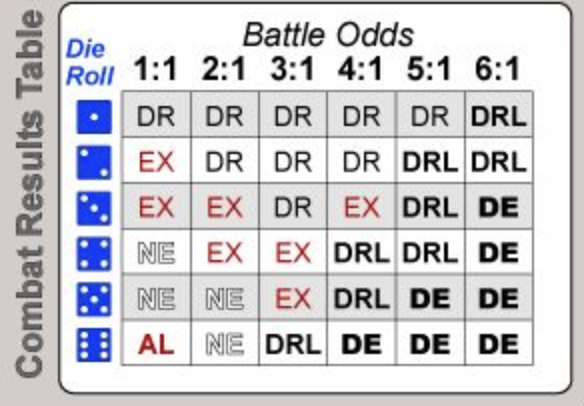 Combat Results Table
Battle Odds
Die
Roll 1:1 2:1 3:1 4:1 5:1 6:1
DR DR DR DR DR DRL
EX DR DR DR DRL DRL
EX EX DR EX DRL DE
NE EX EX DRL DRL DE
NE NE EX DRL DE DE
AL NE DRL DE DE DE